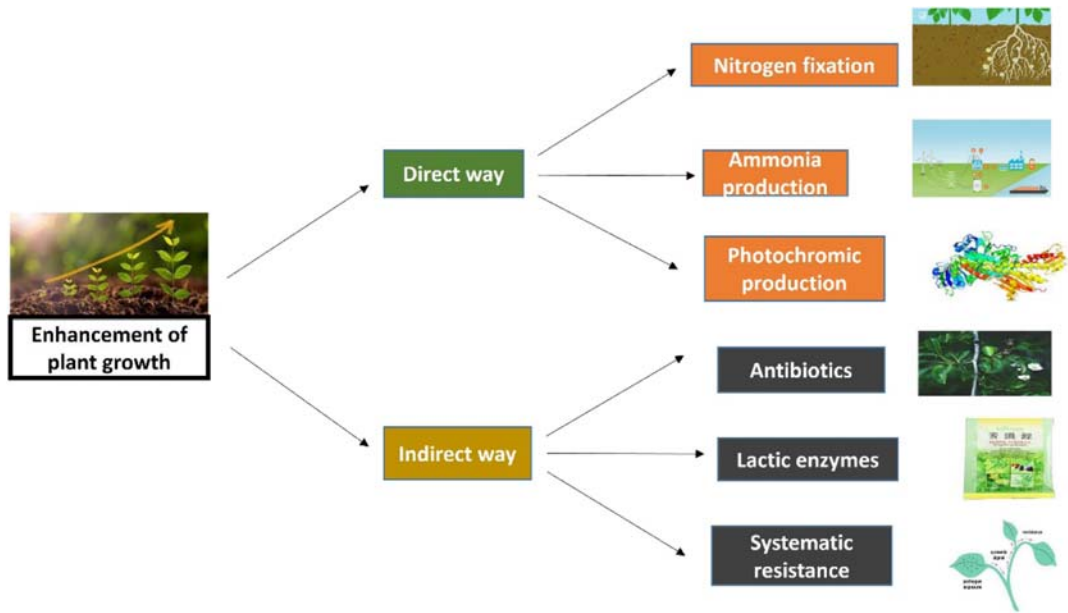 Nitrogen fixation
Direct way
Ammonia
production
Photochromic
production
Enhancement of
plant growth
Antibiotics
Indirect way
Lactic enzymes
Systematic
resistance